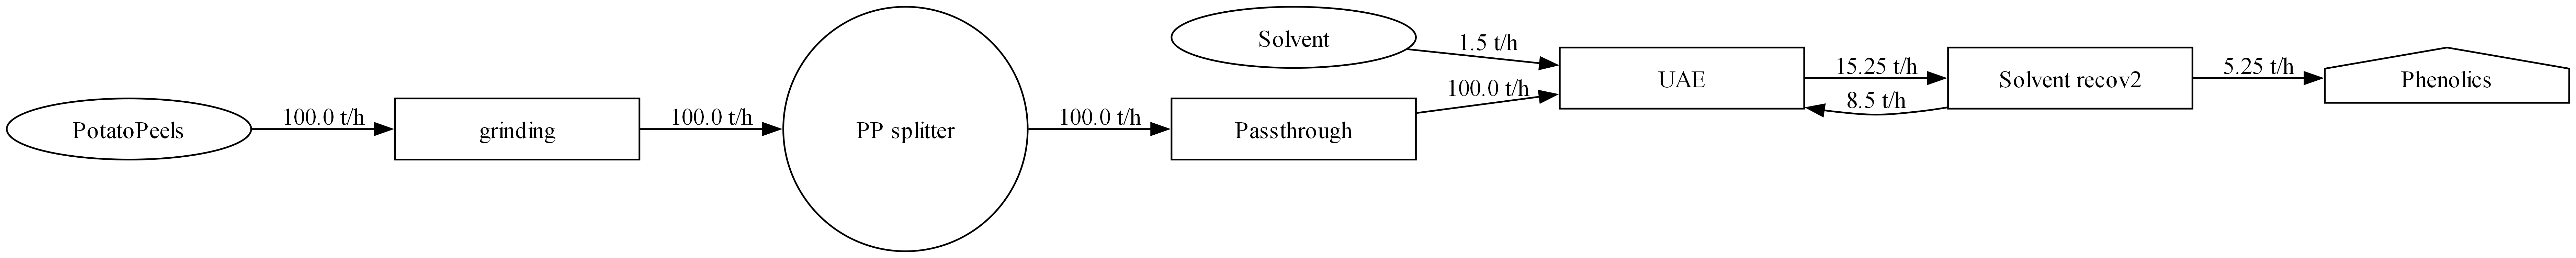 PotatoPeels
100.0 t/h
grinding
100.0 t/h
PP splitter
100.0 t/h
Passthrough
100.0 t/h
Solvent
1.5 t/h
UAE
15.25 t/h
8.5 t/h
Solvent recov2
5.25 t/h
Phenolics